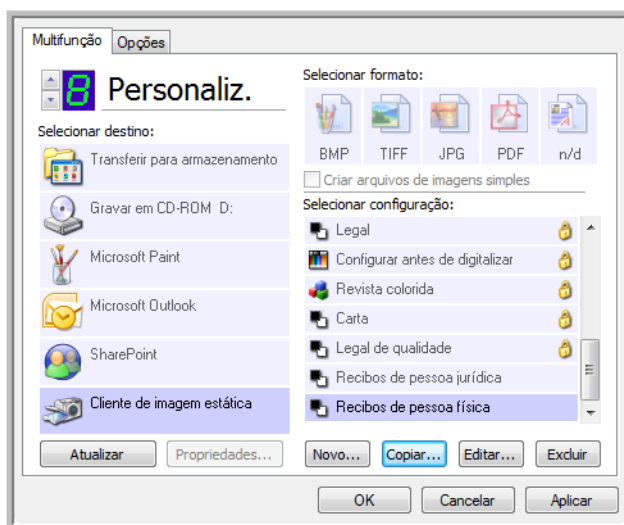 Multifunção Opções
8 Personaliz.
Selecionar destino:
Transferir para armazenamento
Gravar em CD-ROM D:
Microsoft Paint
Microsoft Outlook
SharePoint
Cliente de imagem estática
Atualizar Propriedades...
Selecionar formato:
BMP TIFF JPG PDF n/d
Criar arquivos de imagens simples
Selecionar configuração:
Legal
Configurar antes de digitalizar
Revista colorida
Carta
Legal de qualidade
Recibos de pessoa jurídica
Recibos de pessoa física
Novo... Copiar... Editar... Excluir
OK Cancelar Aplicar